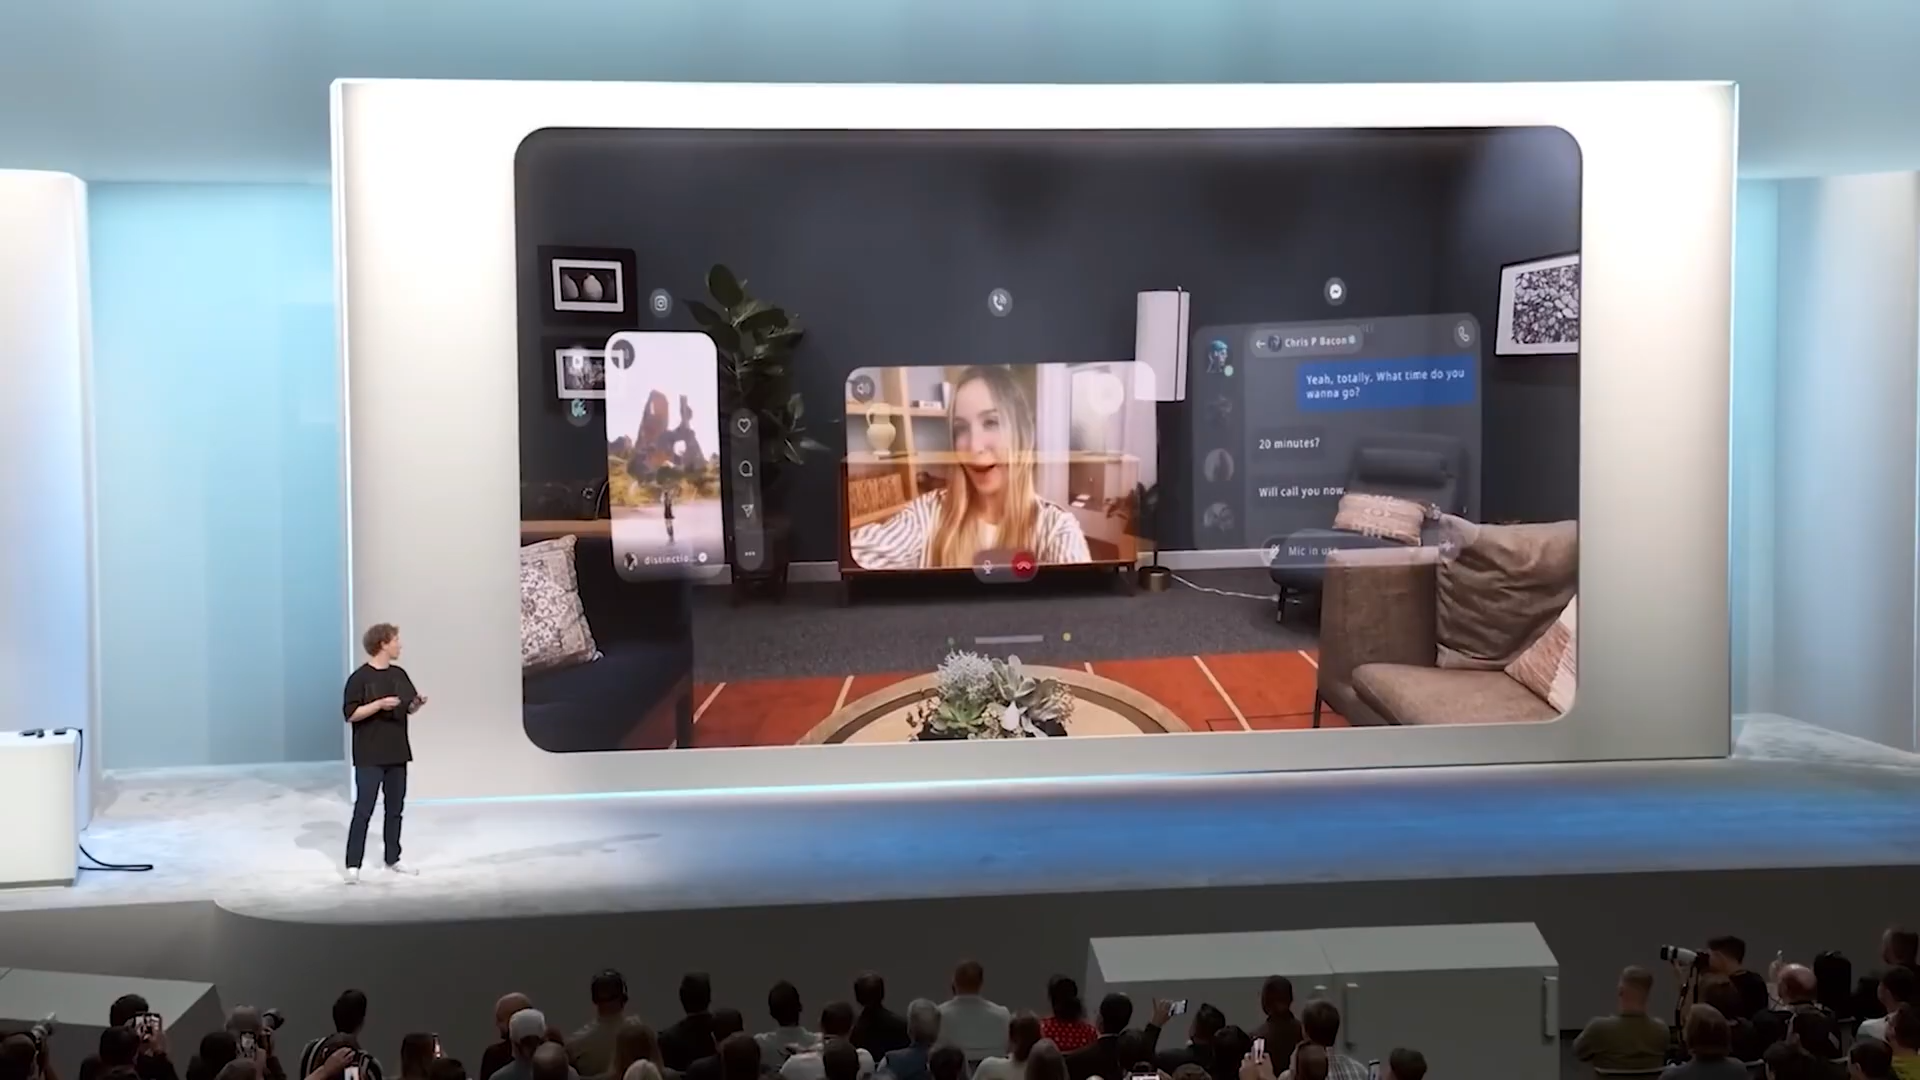 Chris P Bacon
Yeah, totally. What time do you
wanna go?
20 minutes?
Will call you now.
distinctio...
Mic in use